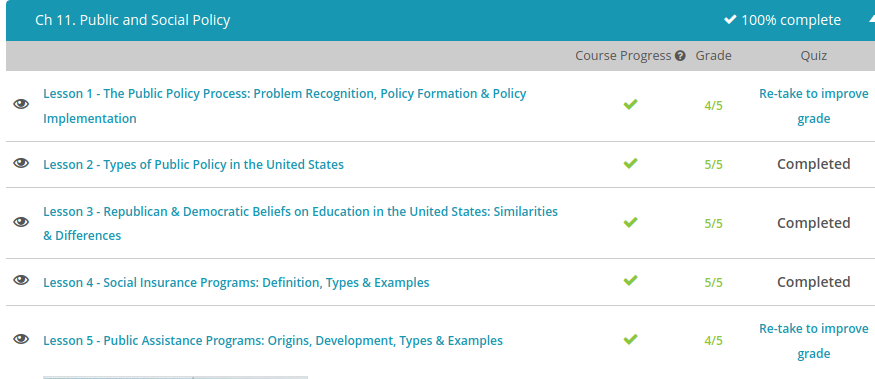 Ch 11. Public and Social Policy
100% complete
Course Progress ? Grade Quiz
Lesson 1 - The Public Policy Process: Problem Recognition, Policy Formation & Policy
Implementation
4/5
Re-take to improve
grade
Lesson 2 - Types of Public Policy in the United States
5/5
Completed
Lesson 3 - Republican & Democratic Beliefs on Education in the United States: Similarities
& Differences
5/5
Completed
Lesson 4 - Social Insurance Programs: Definition, Types & Examples
5/5
Completed
Lesson 5 - Public Assistance Programs: Origins, Development, Types & Examples
4/5
Re-take to improve
grade